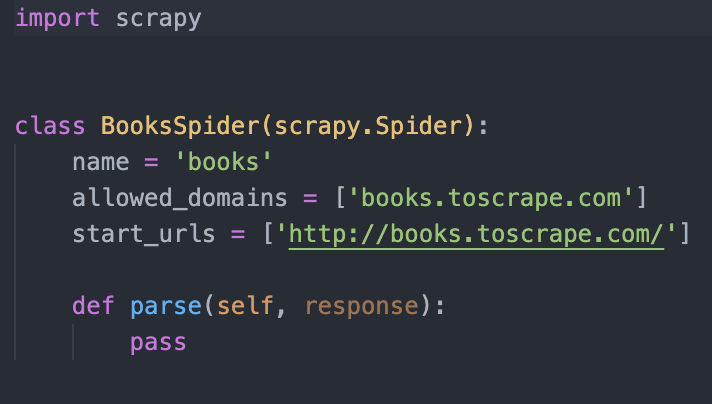 import scrapy
class BooksSpider(scrapy.Spider):
    name = 'books'
    allowed_domains = ['books.toscrape.com']
    start_urls = ['http://books.toscrape.com/']
    def parse(self, response):
        pass